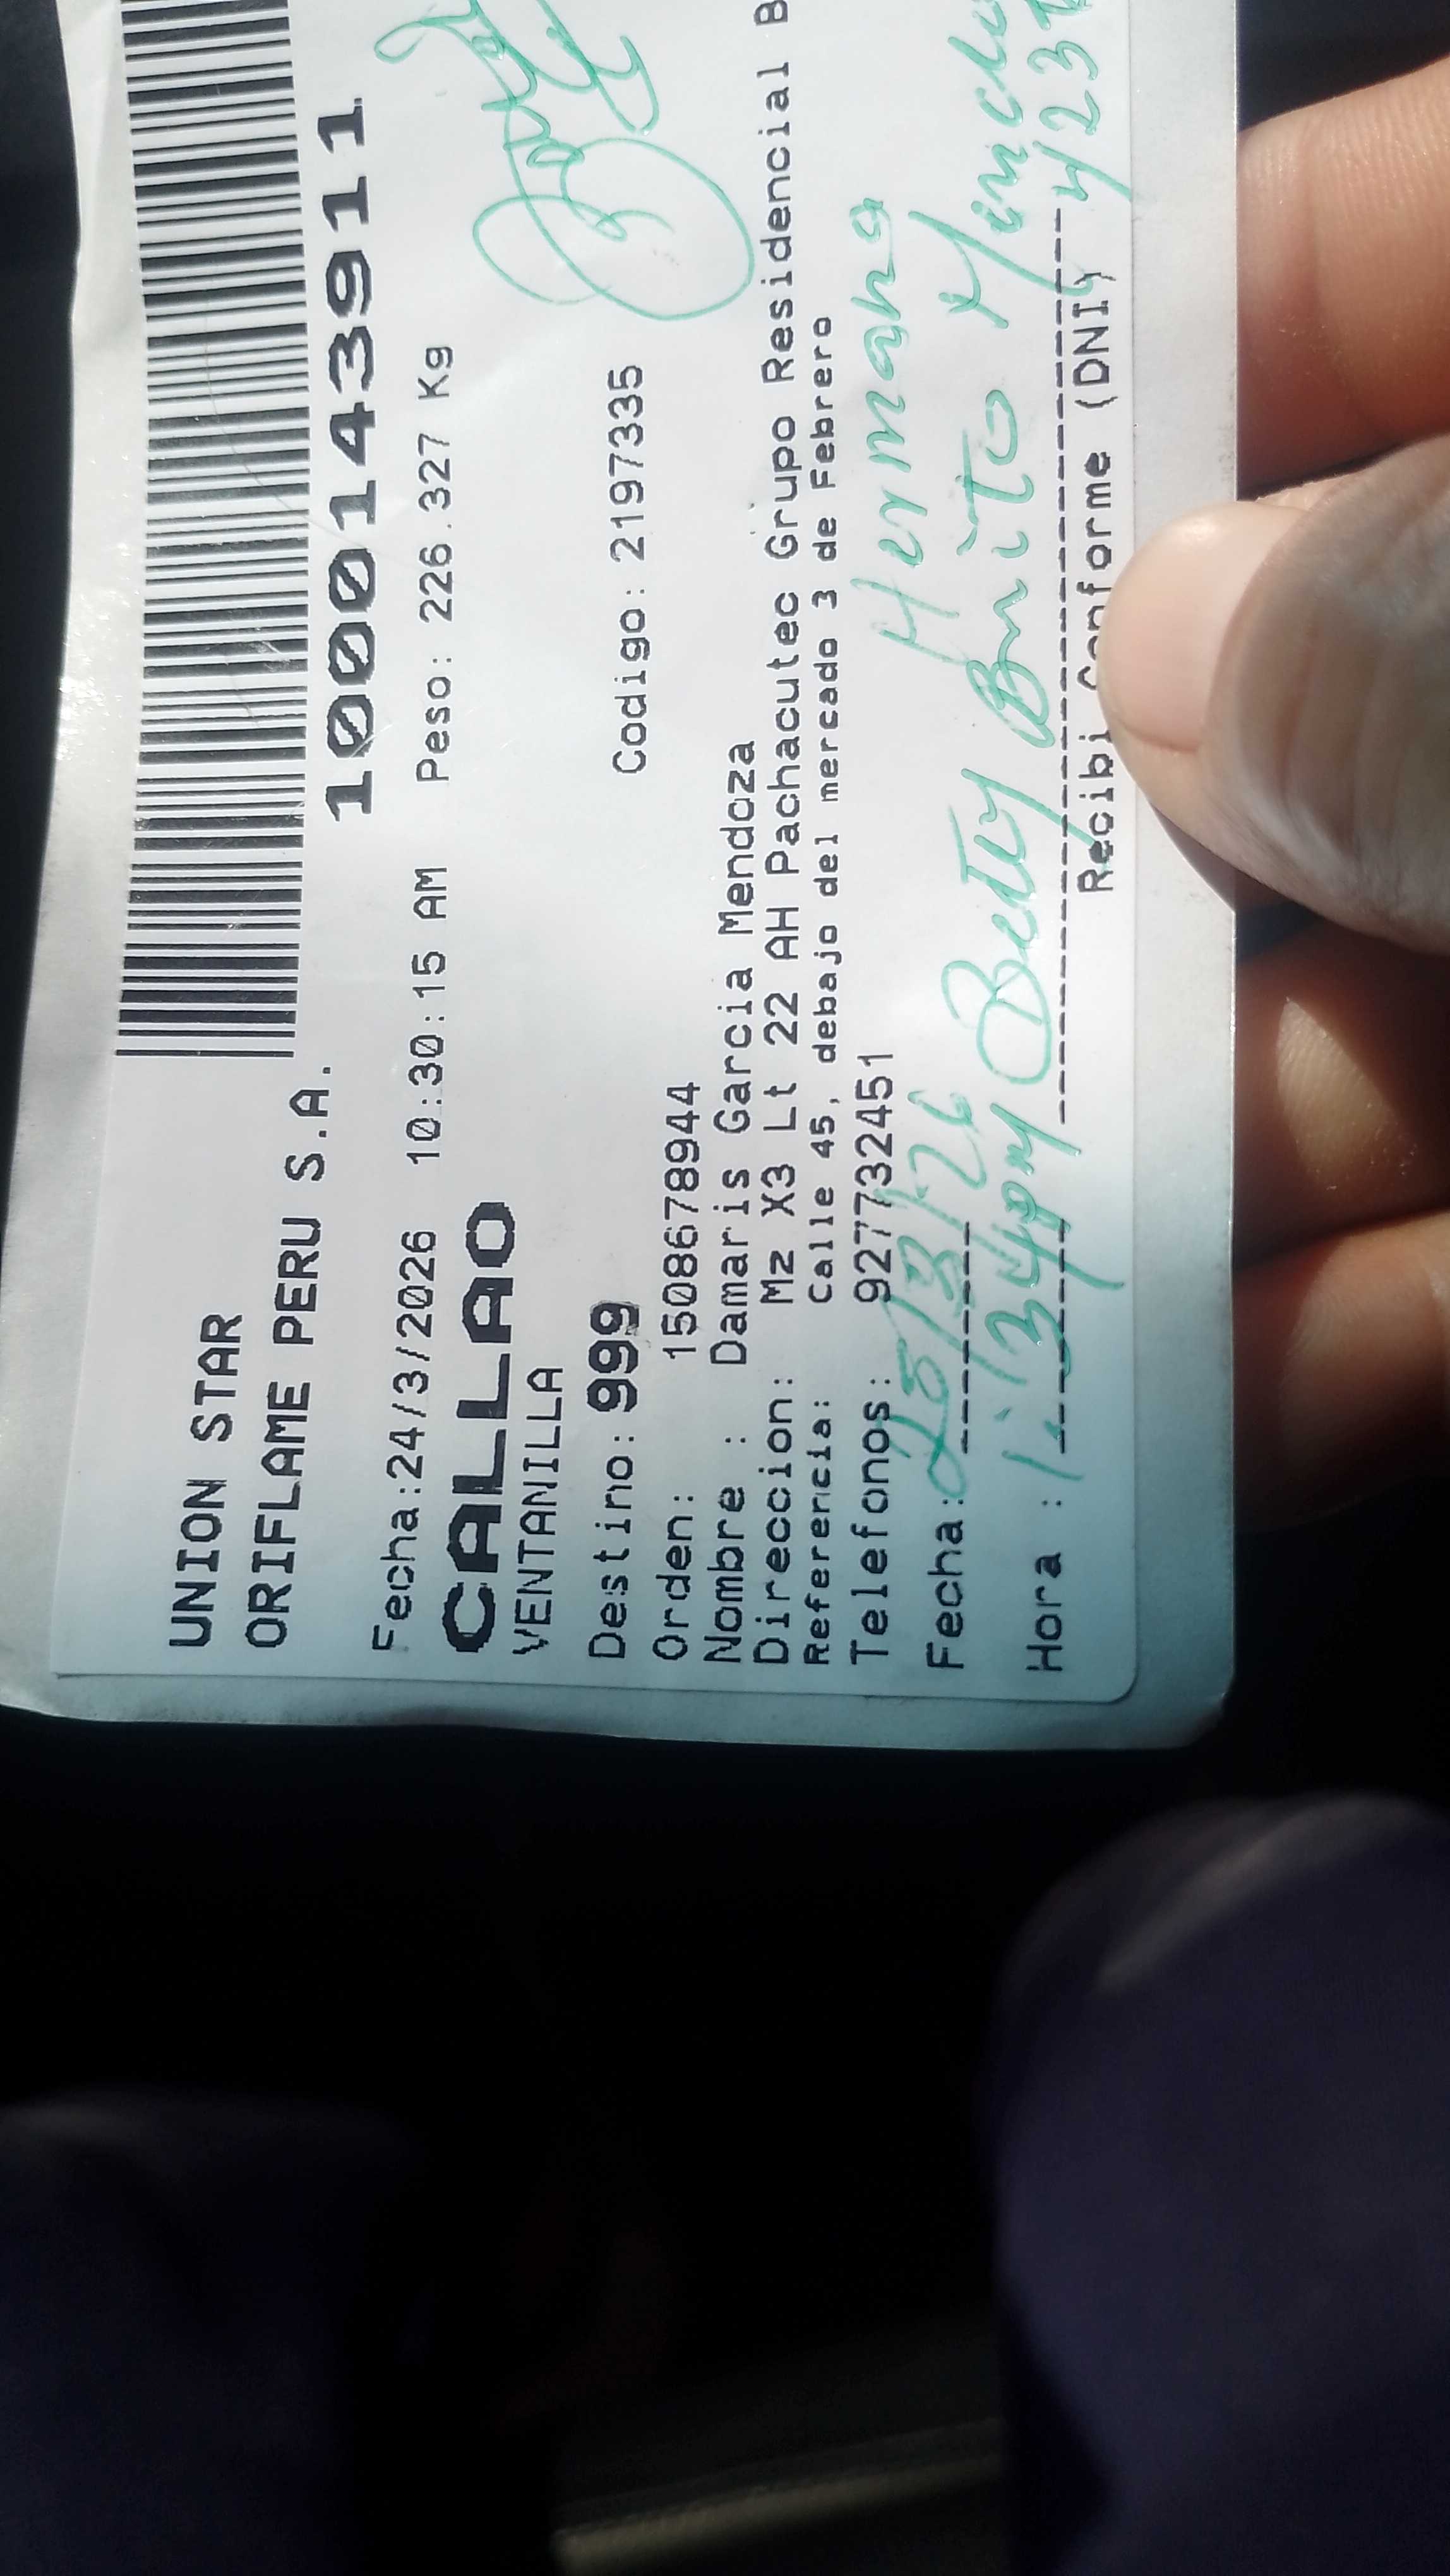 UNION STAR
ORIFLAME PERU S.A.
1000143911
Fecha:24/3/2026 10:30:15 AM Peso: 226.327 Kg
CALLAO
VENTANILLA
Destino: 999 Codigo: 2197335
Orden: 1508678944
Nombre : Damaris Garcia Mendoza
Direccion: Mz X3 Lt 22 AH Pachacutec Grupo Residencial B
Referencia: Calle 45, debajo del mercado 3 de Febrero
Telefonos: 927732451 Hermana
Fecha: 25/3/26 Betty Brito
Hora : 1:34pm
Recibi Conforme (DNI)